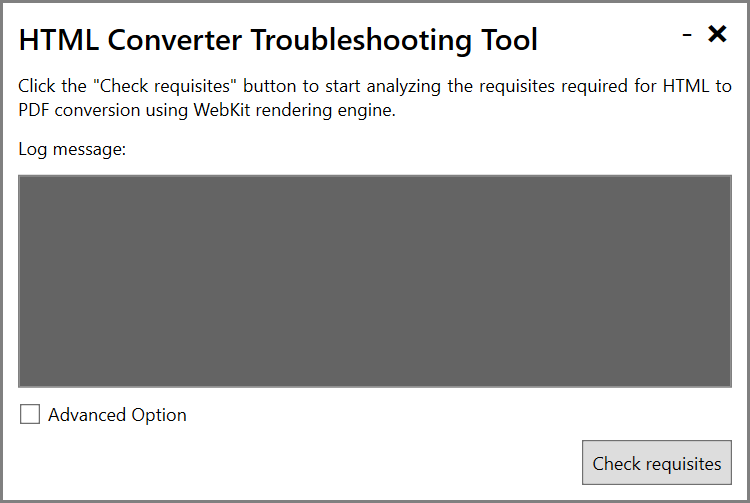 HTML Converter Troubleshooting Tool
Click the "Check requisites" button to start analyzing the requisites required for HTML to
PDF conversion using WebKit rendering engine.
Log message:
Advanced Option
Check requisites